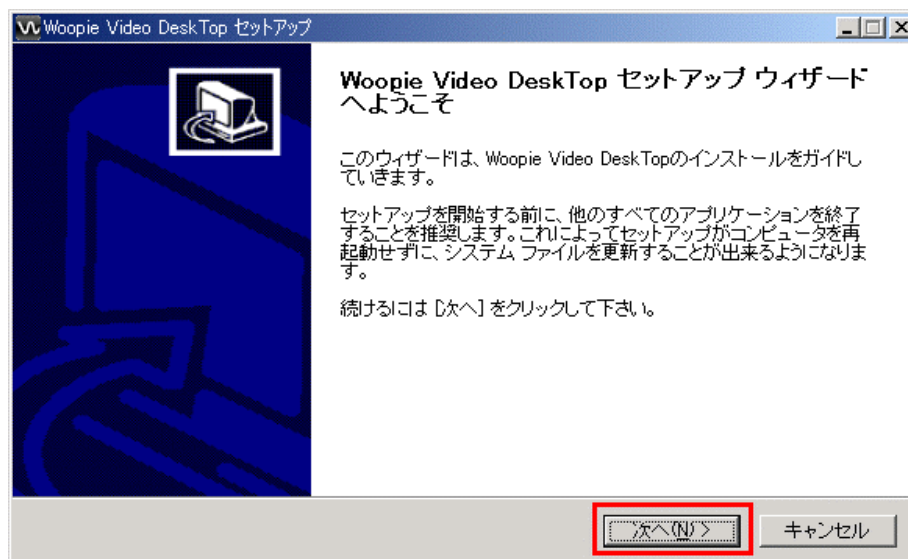 Woopie Video DeskTop セットアップ
Woopie Video DeskTop セットアップ ウィザード
へようこそ
このウィザードは、Woopie Video DeskTopのインストールをガイドし
ていきます。
セットアップを開始する前に、他のすべてのアプリケーションを終了
することを推奨します。これによってセットアップがコンピュータを再
起動せずに、システム ファイルを更新することが出来るようになりま
す。
続けるには [次へ] をクリックして下さい。
次へ(N) >
キャンセル